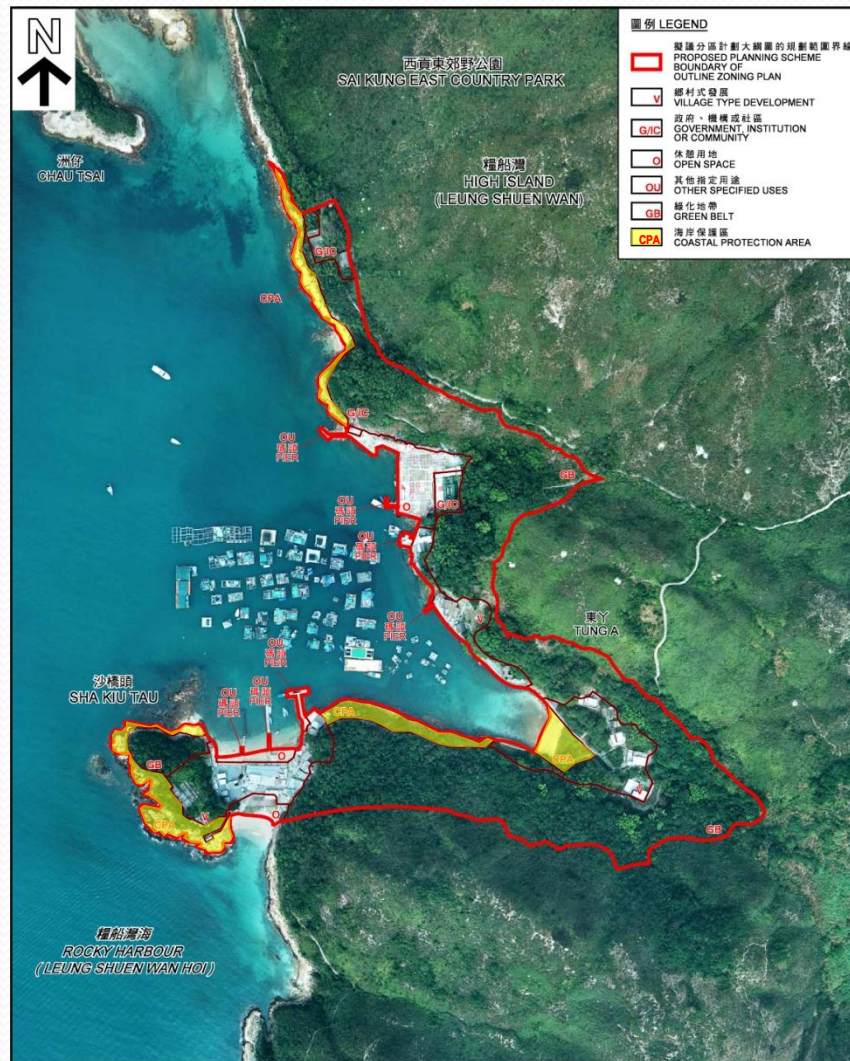 N
圖例 LEGEND
擬議分區計劃大綱圖的規劃範圍界線
PROPOSED PLANNING SCHEME
BOUNDARY OF
OUTLINE ZONING PLAN
V
鄉村式發展
VILLAGE TYPE DEVELOPMENT
G/IC
政府、機構或社區
GOVERNMENT, INSTITUTION
OR COMMUNITY
O
休憩用地
OPEN SPACE
OU
其他指定用途
OTHER SPECIFIED USES
GB
綠化地帶
GREEN BELT
CPA
海岸保護區
COASTAL PROTECTION AREA
西貢東郊野公園
SAI KUNG EAST COUNTRY PARK
洲仔
CHAU TSAI
糧船灣
HIGH ISLAND
(LEUNG SHUEN WAN)
G/IC
CPA
G/IC
OU
碼頭
PIER
GB
OU
碼頭
PIER
O
G/IC
OU
碼頭
PIER
OU
碼頭
PIER
V
東丫
TUNG A
OU
碼頭
PIER
沙橋頭
SHA KIU TAU
OU
碼頭
PIER
OU
碼頭
PIER
CPA
O
CPA
GB
V
V
CPA
O
GB
糧船灣海
ROCKY HARBOUR
(LEUNG SHUEN WAN HOI)